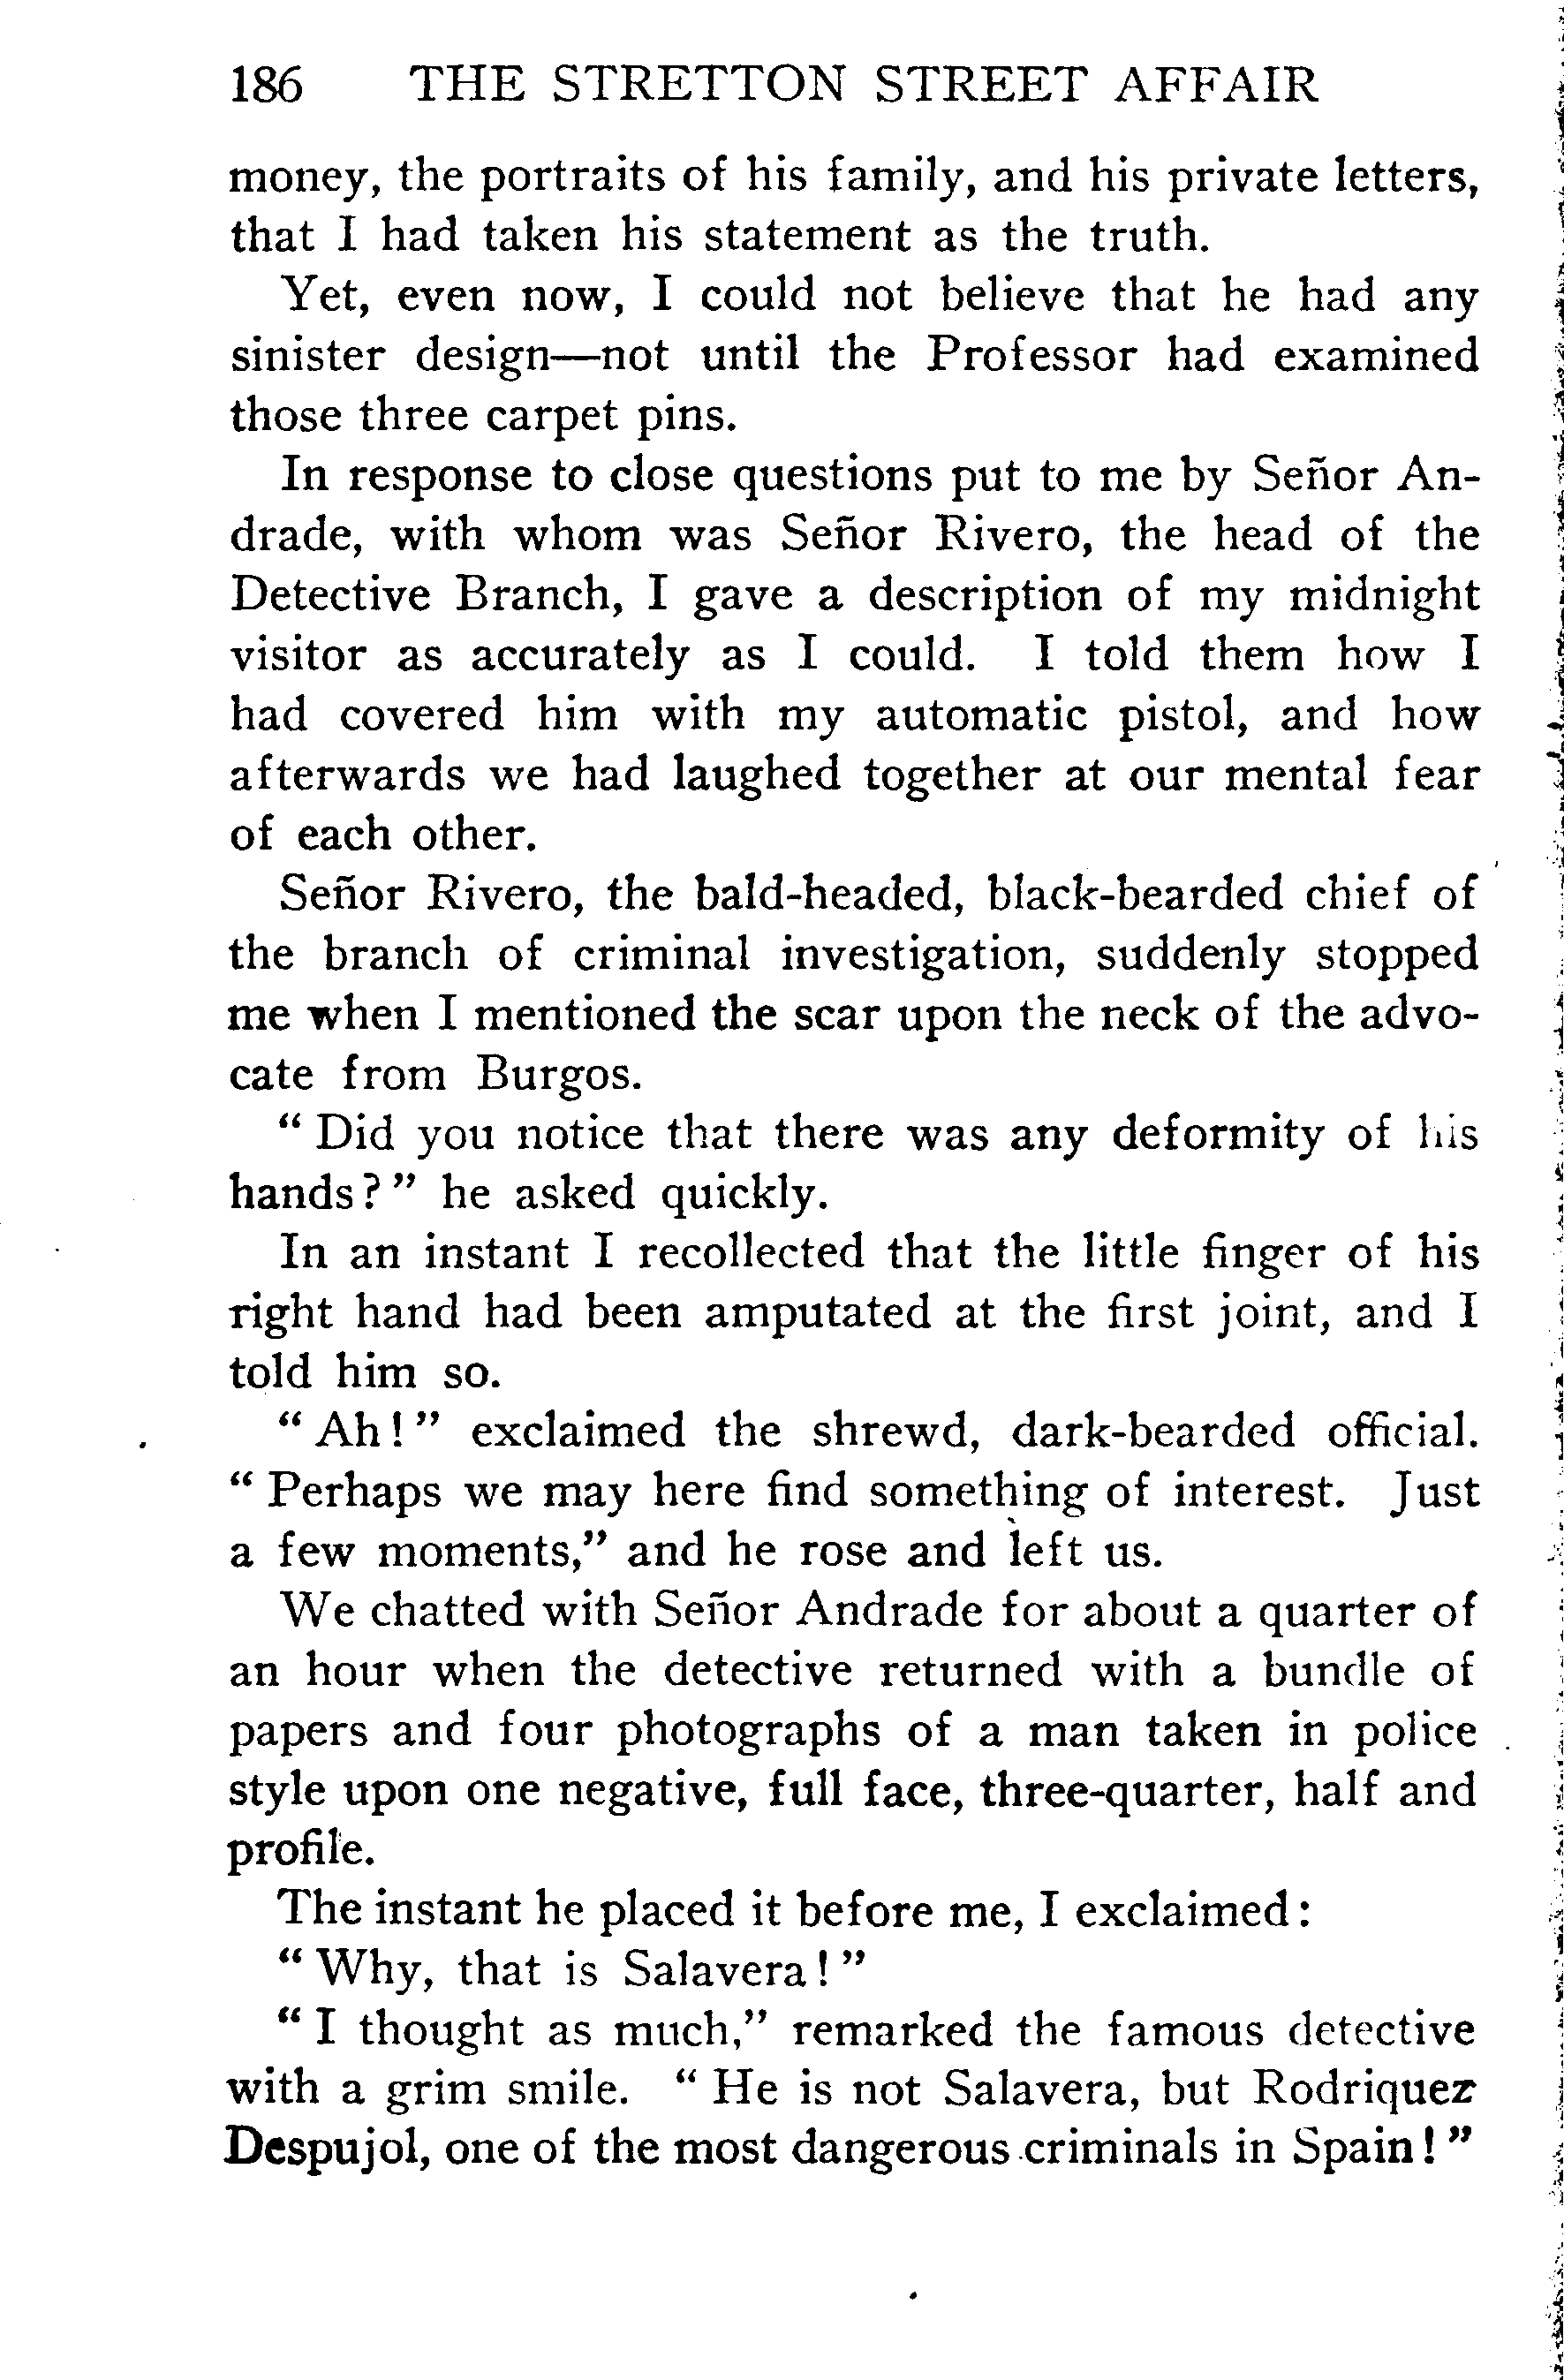 186 THE STRETTON STREET AFFAIR
money, the portraits of his family, and his private letters,
that I had taken his statement as the truth.
Yet, even now, I could not believe that he had any
sinister design—not until the Professor had examined
those three carpet pins.
In response to close questions put to me by Señor An-
drade, with whom was Señor Rivero, the head of the
Detective Branch, I gave a description of my midnight
visitor as accurately as I could. I told them how I
had covered him with my automatic pistol, and how
afterwards we had laughed together at our mental fear
of each other.
Señor Rivero, the bald-headed, black-bearded chief of
the branch of criminal investigation, suddenly stopped
me when I mentioned the scar upon the neck of the advo-
cate from Burgos.
“ Did you notice that there was any deformity of his
hands? ” he asked quickly.
In an instant I recollected that the little finger of his
right hand had been amputated at the first joint, and I
told him so.
“ Ah! ” exclaimed the shrewd, dark-bearded official.
“ Perhaps we may here find something of interest. Just
a few moments,” and he rose and left us.
We chatted with Señor Andrade for about a quarter of
an hour when the detective returned with a bundle of
papers and four photographs of a man taken in police
style upon one negative, full face, three-quarter, half and
profile.
The instant he placed it before me, I exclaimed:
“ Why, that is Salavera! ”
“ I thought as much,” remarked the famous detective
with a grim smile. “ He is not Salavera, but Rodriquez
Despujol, one of the most dangerous criminals in Spain! ”